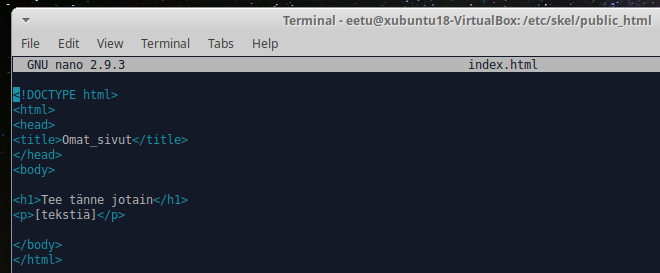 Terminal - eetu@xubuntu18-VirtualBox: /etc/skel/public_html
File Edit View Terminal Tabs Help
GNU nano 2.9.3 index.html
<!DOCTYPE html>
<html>
<head>
<title>Omat_sivut</title>
</head>
<body>
<h1>Tee tänne jotain</h1>
<p>[tekstiä]</p>
</body>
</html>